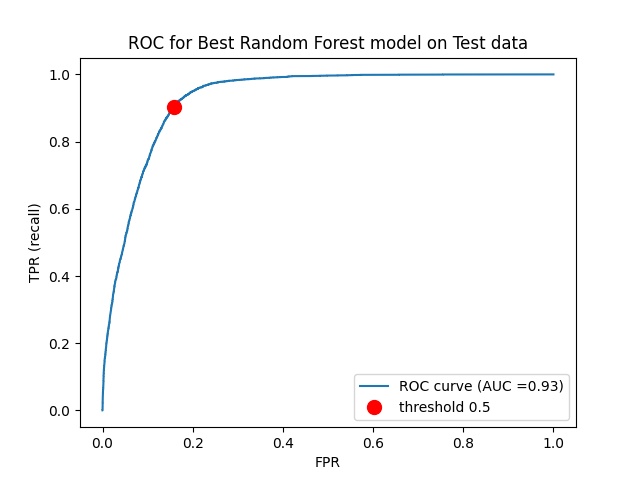 ROC for Best Random Forest model on Test data
1.0
0.8
0.6
0.4
0.2
0.0
TPR (recall)
ROC curve (AUC =0.93)
threshold 0.5
0.0 0.2 0.4 0.6 0.8 1.0
FPR